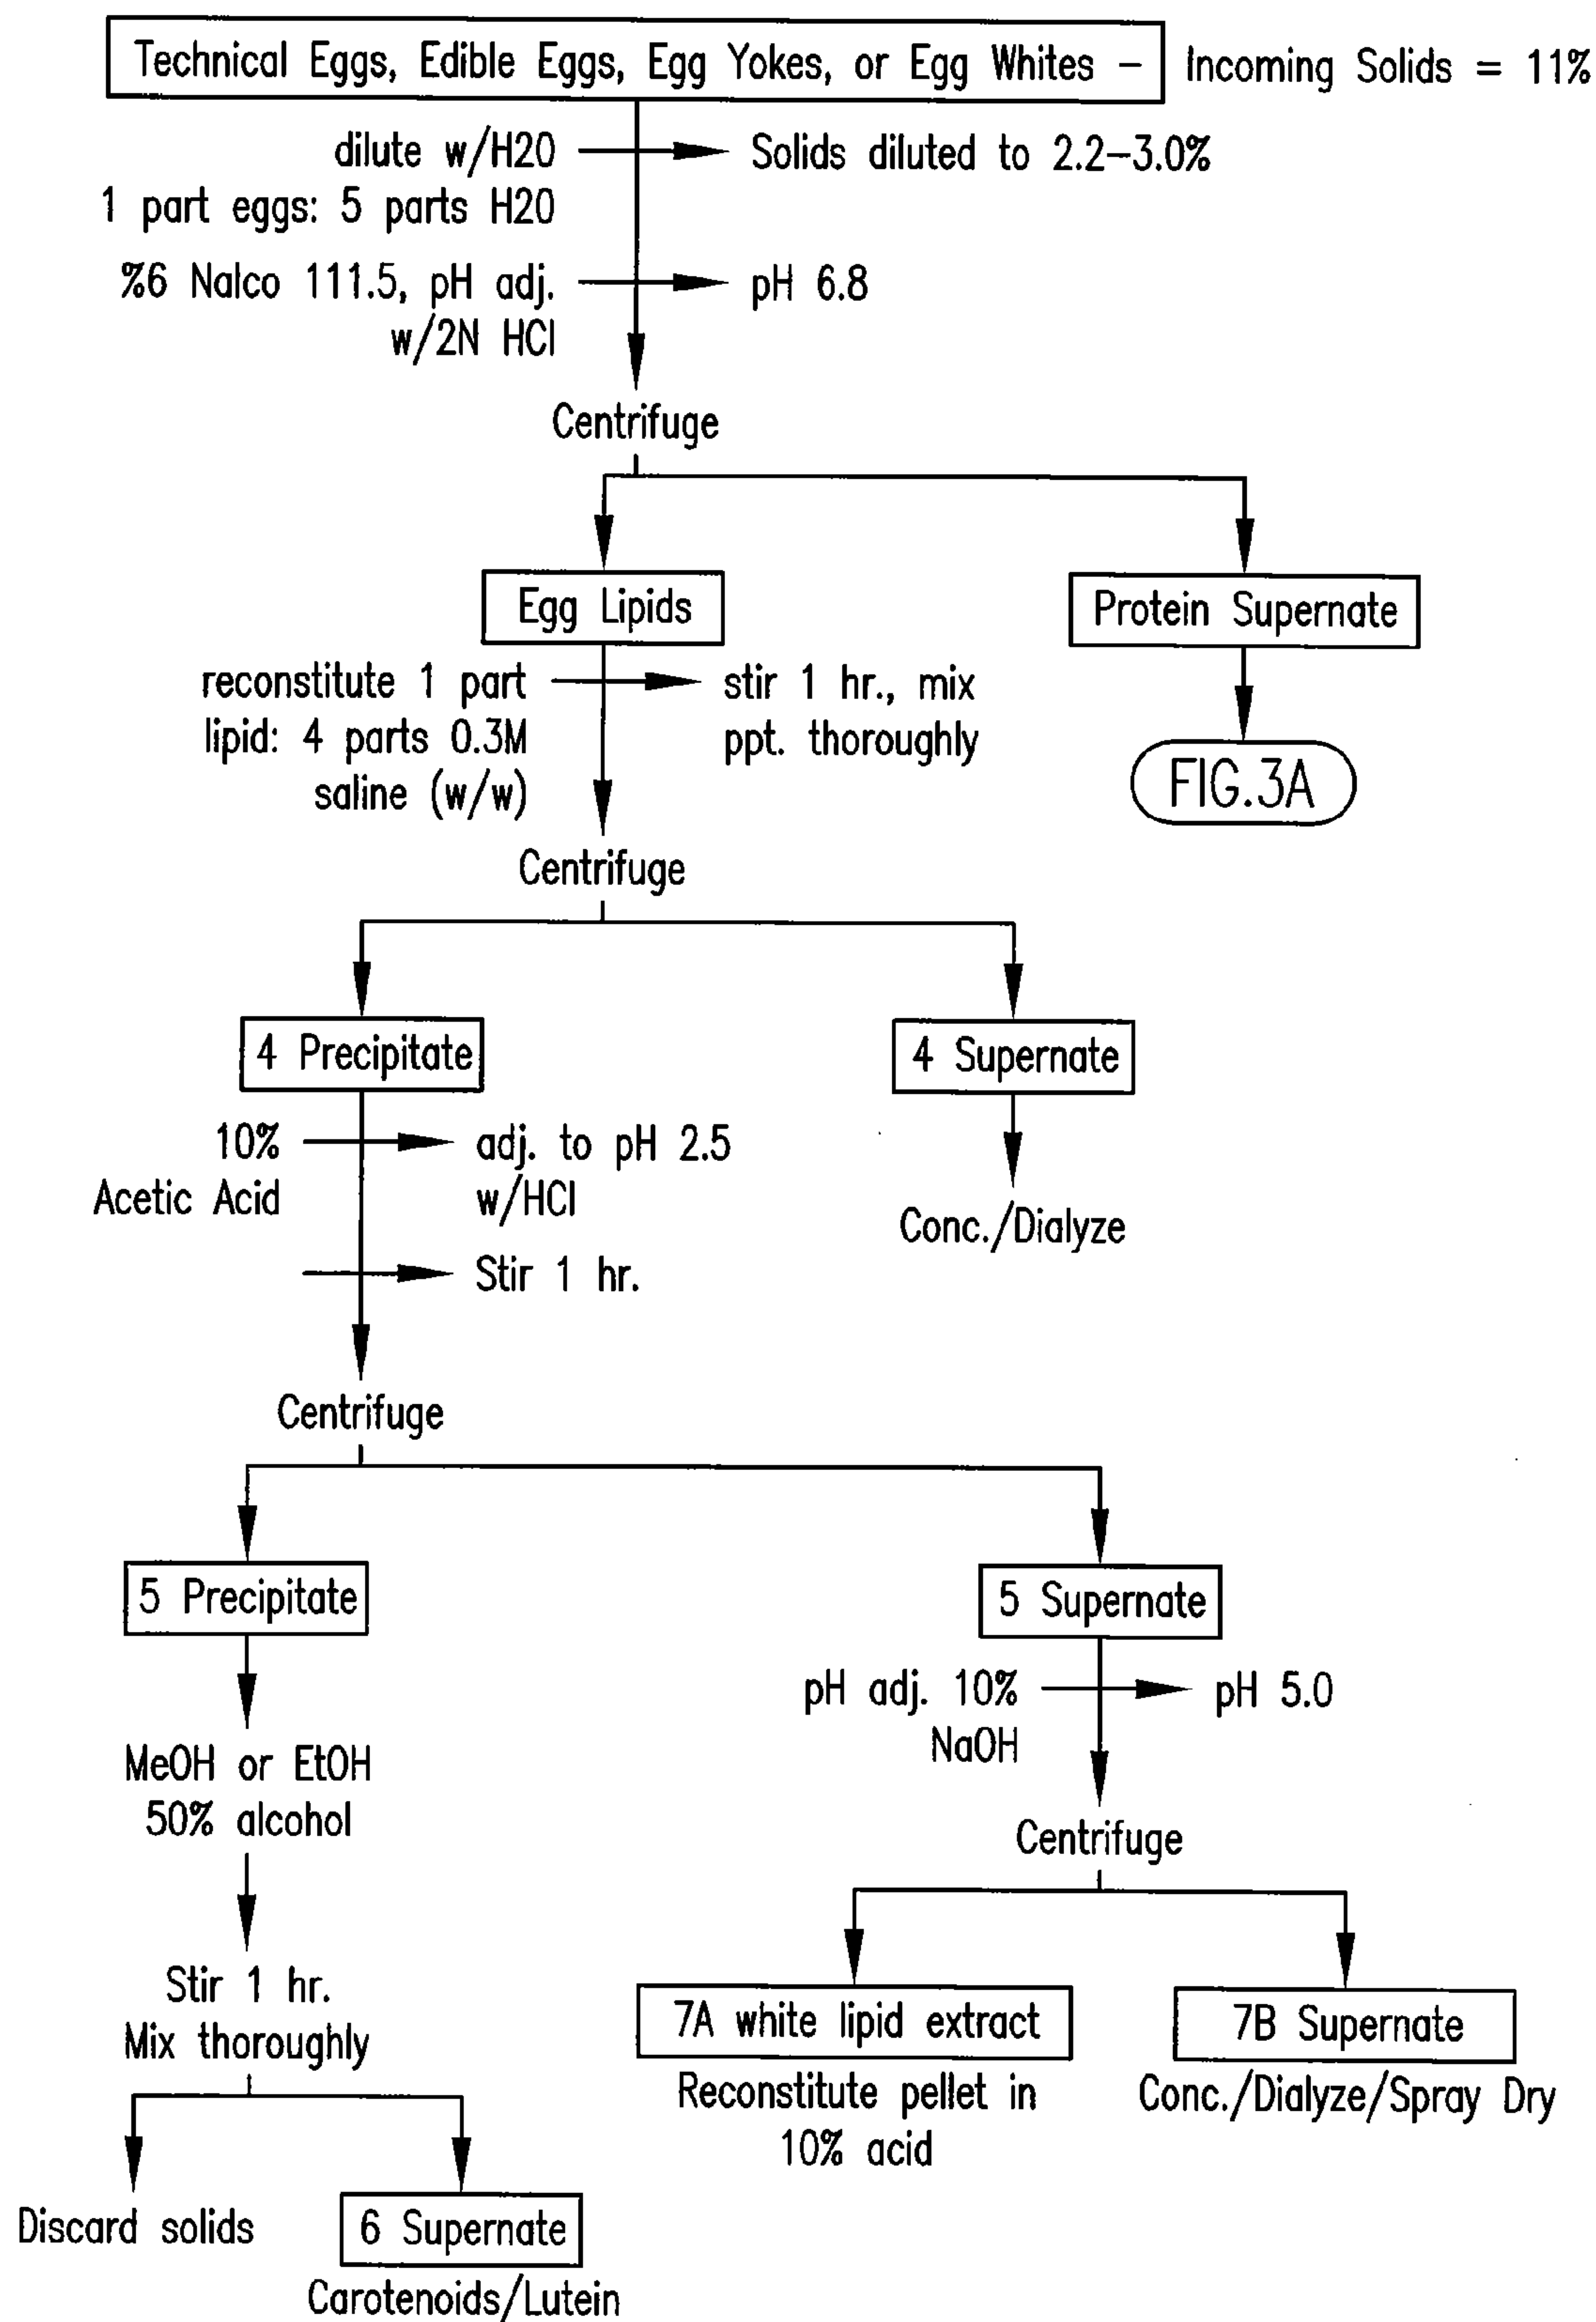 Technical Eggs, Edible Eggs, Egg Yokes, or Egg Whites –
Incoming Solids = 11%
dilute w/H20
1 part eggs: 5 parts H20
Solids diluted to 2.2–3.0%
%6 Nalco 111.5, pH adj.
w/2N HCl
pH 6.8
Centrifuge
Egg Lipids
Protein Supernate
reconstitute 1 part
lipid: 4 parts 0.3M
saline (w/w)
stir 1 hr., mix
ppt. thoroughly
FIG.3A
Centrifuge
4 Precipitate
4 Supernate
10%
Acetic Acid
adj. to pH 2.5
w/HCl
Stir 1 hr.
Conc./Dialyze
Centrifuge
5 Precipitate
5 Supernate
MeOH or EtOH
50% alcohol
pH adj. 10%
NaOH
pH 5.0
Centrifuge
Stir 1 hr.
Mix thoroughly
7A white lipid extract
Reconstitute pellet in
10% acid
7B Supernate
Conc./Dialyze/Spray Dry
Discard solids
6 Supernate
Carotenoids/Lutein